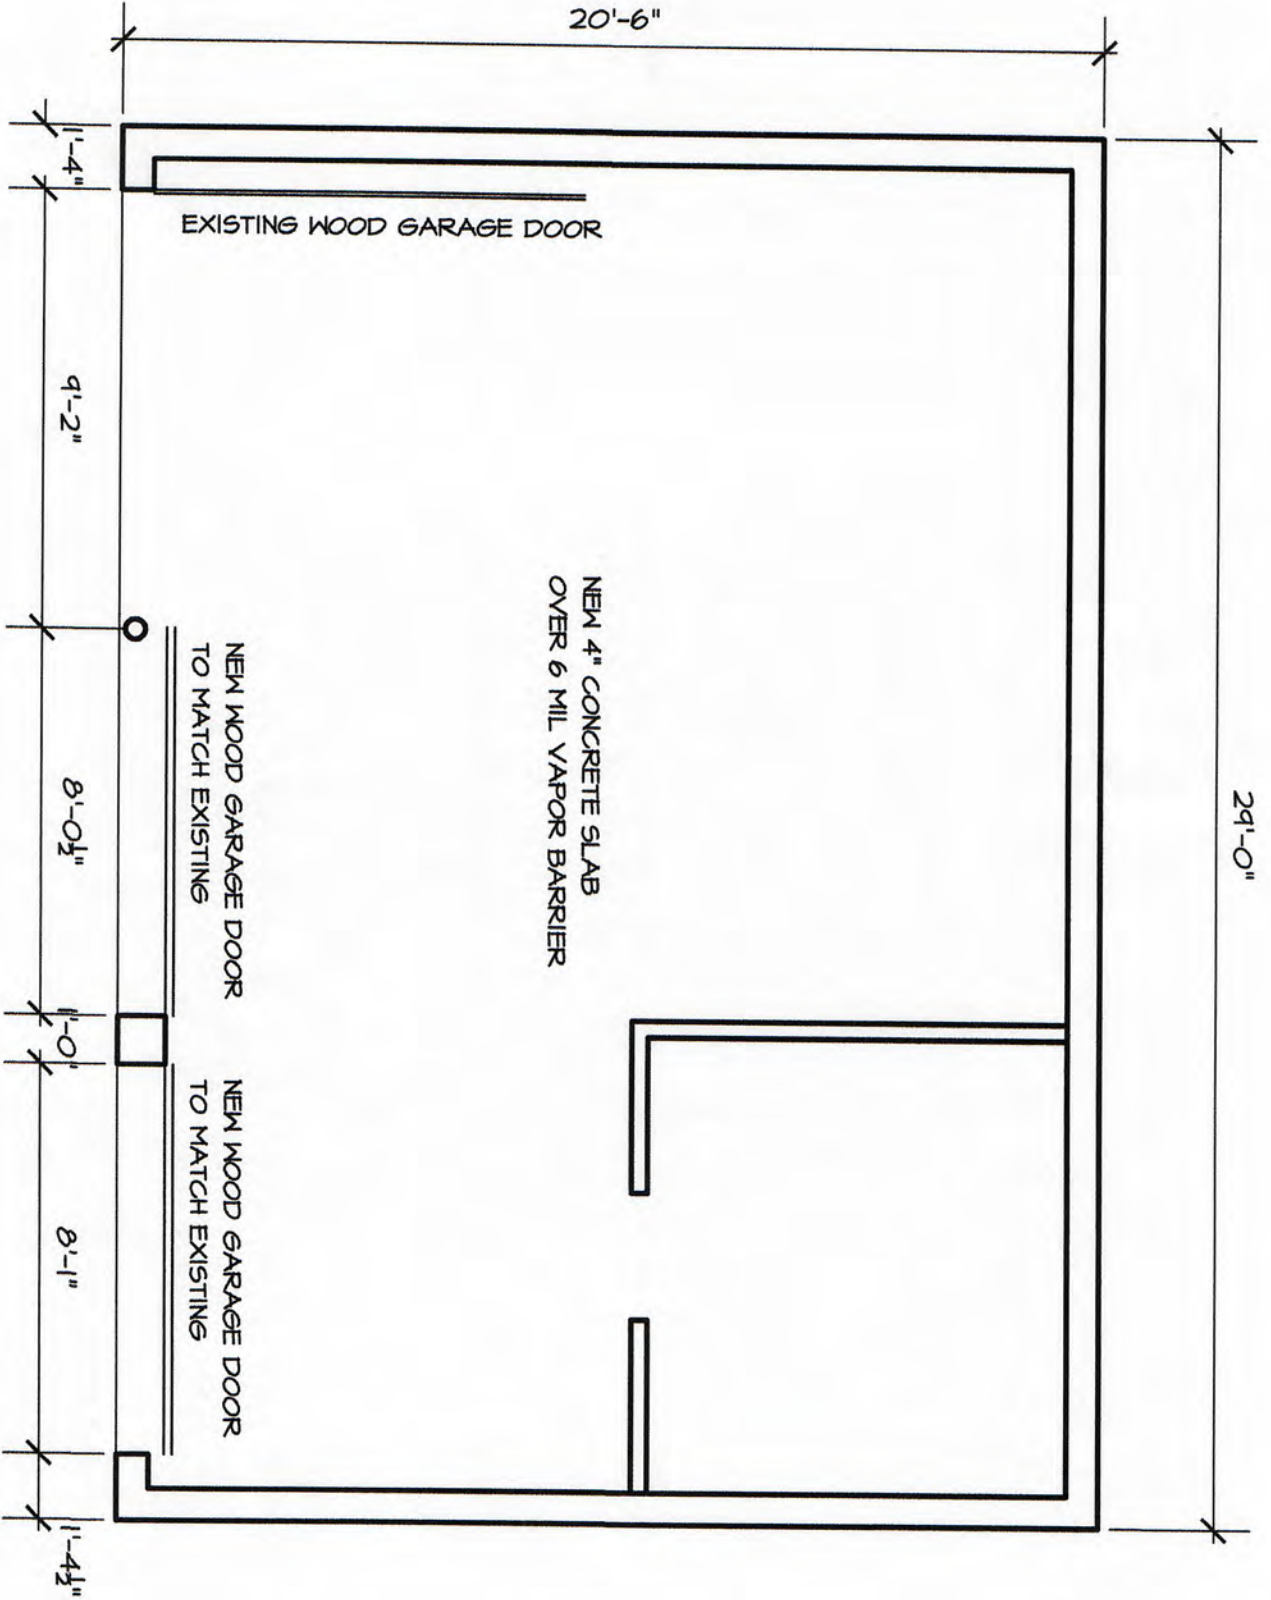 20'-6"
1'-4"
EXISTING WOOD GARAGE DOOR
9'-2"
29'-0"
NEW 4" CONCRETE SLAB
OVER 6 MIL VAPOR BARRIER
NEW WOOD GARAGE DOOR
TO MATCH EXISTING
8'-0½"
1'-0"
NEW WOOD GARAGE DOOR
TO MATCH EXISTING
8'-1"
1'-4½"